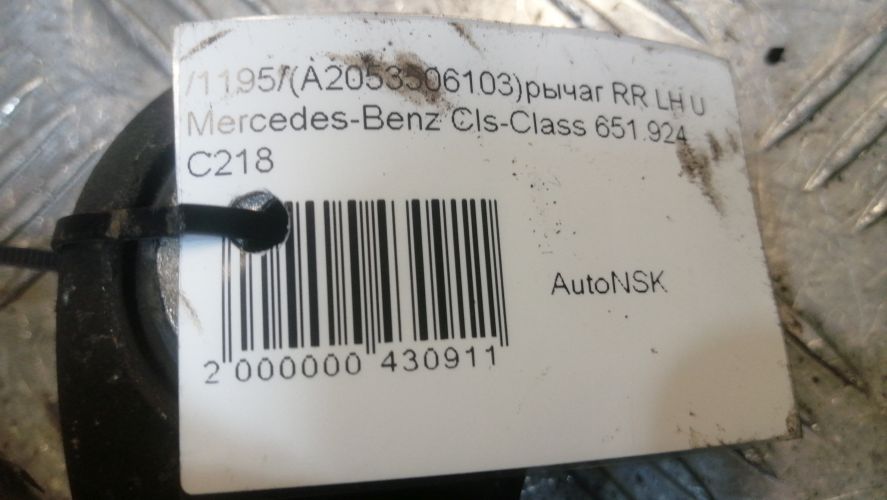 /1195/(A2053506103)рычаг RR LH U
Mercedes-Benz Cls-Class 651.924
C218
AutoNSK
2 000000 430911